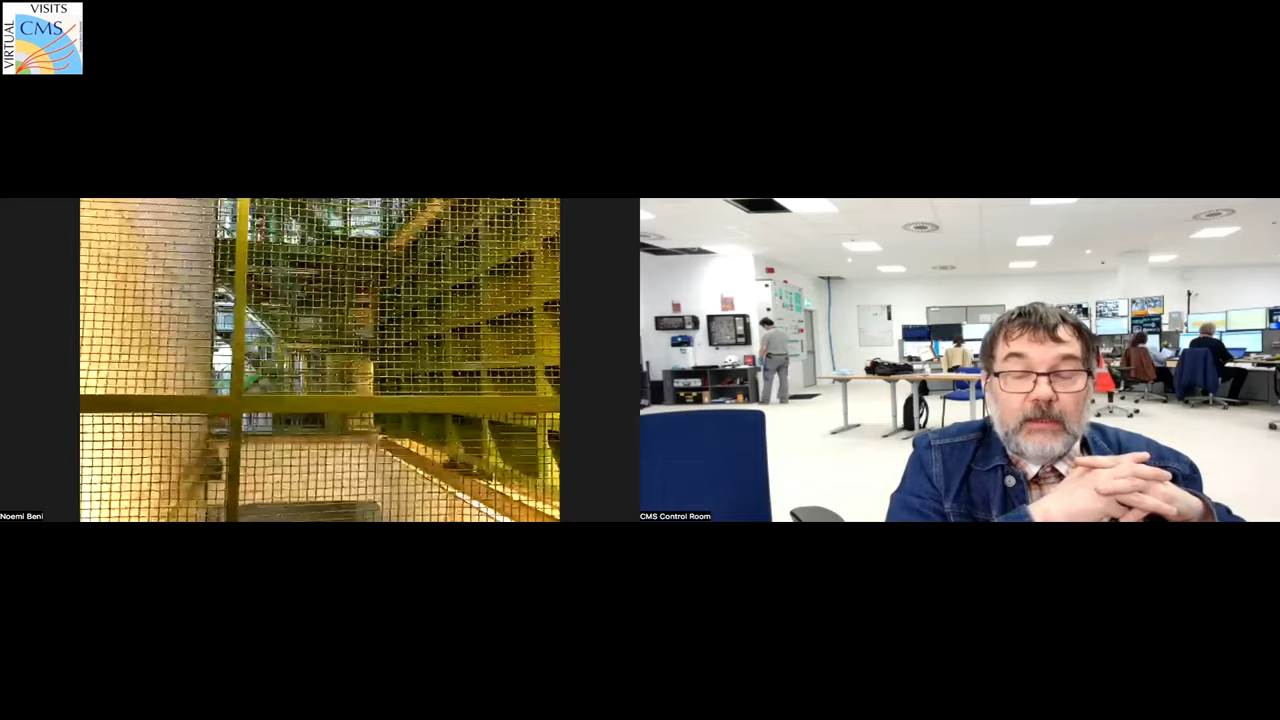 VISITS
VIRTUAL
CMS
Noemi Beni
CMS Control Room